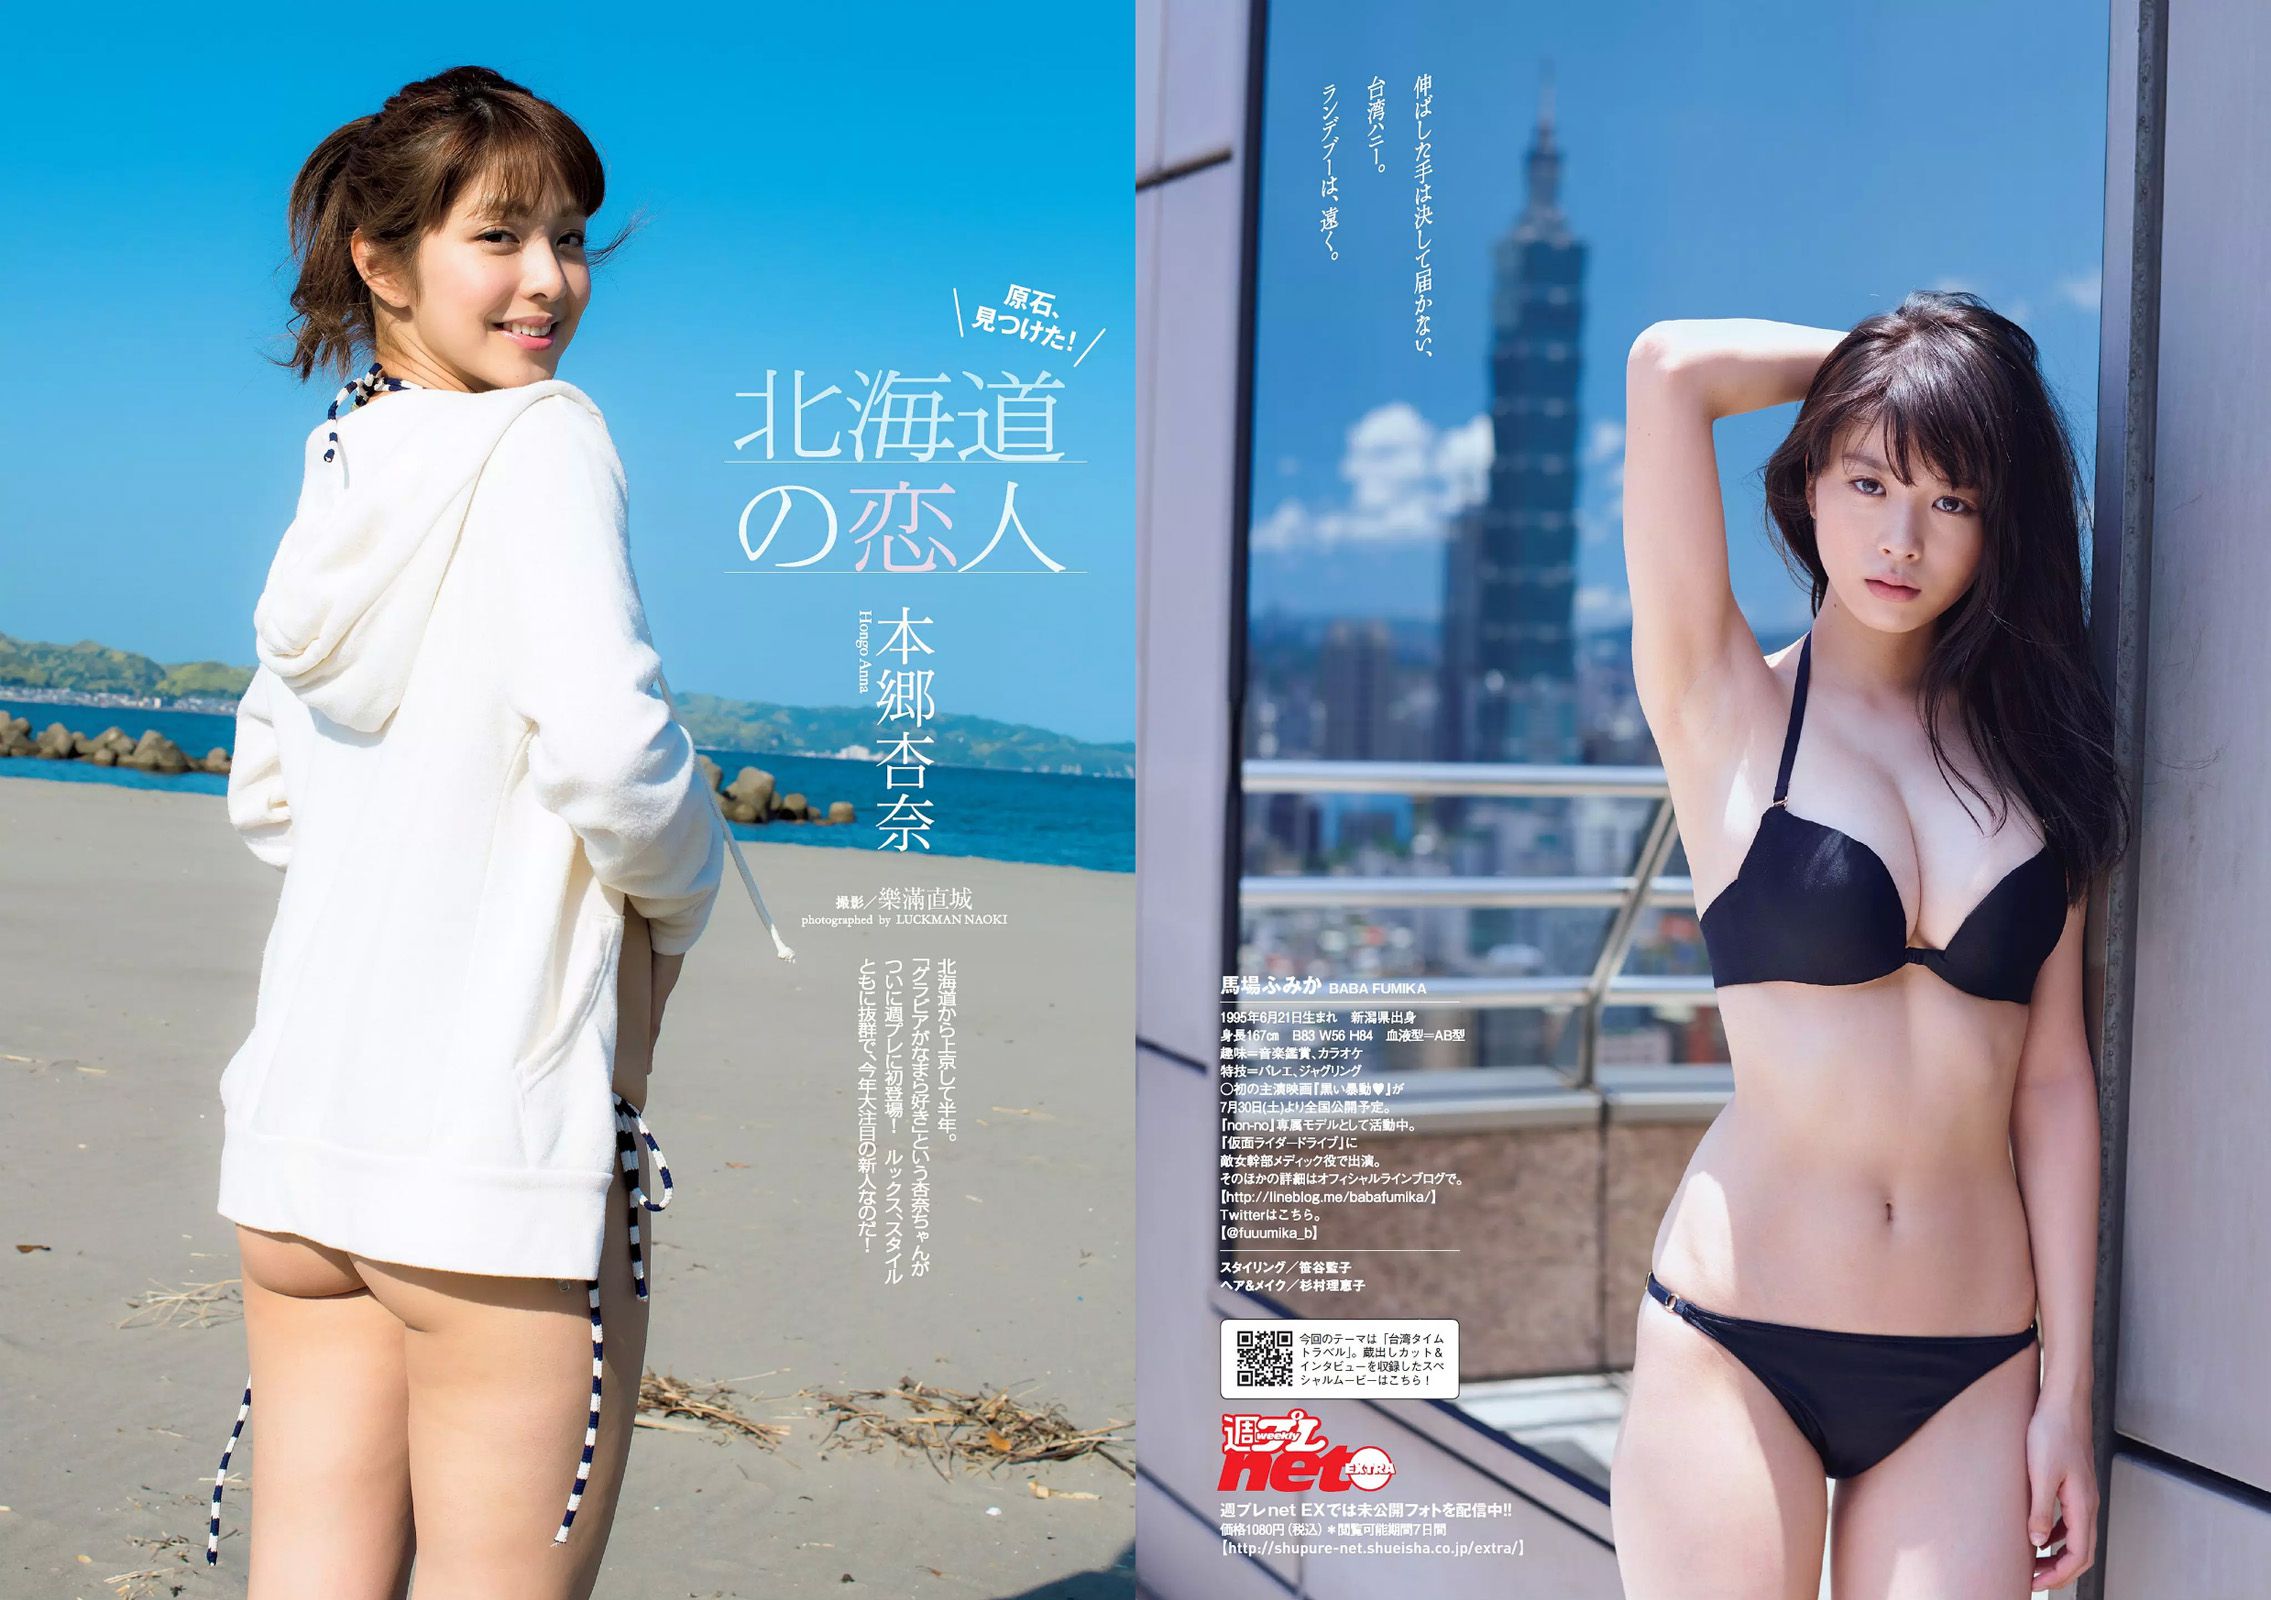 原石、
見つけた!
北海道
の恋人
本郷杏奈
Hongo Anna
撮影／樂滿直城
photographed by LUCKMAN NAOKI
北海道から上京して半年。
「グラビアがなまら好き」という杏奈ちゃんが
ついに週プレに初登場! ルックス、スタイル
ともに抜群で、今年大注目の新人なのだ!
伸ばした手は決して届かない、
台湾ハニー。
ランデブーは、遠く。
馬場ふみか BABA FUMIKA
1995年6月21日生まれ 新潟県出身
身長167㎝ B83 W56 H84 血液型＝AB型
趣味＝音楽鑑賞、カラオケ
特技＝バレエ、ジャグリング
○初の主演映画『黒い暴動♥』が
7月30日(土)より全国公開予定。
『non-no』専属モデルとして活動中。
『仮面ライダードライブ』に
敵女幹部メディック役で出演。
そのほかの詳細はオフィシャルラインブログで。
【http://lineblog.me/babafumika/】
Twitterはこちら。
【@fuuumika_b】
スタイリング／笹谷監子
ヘア&メイク／杉村理恵子
今回のテーマは「台湾タイム
トラベル」。蔵出しカット&
インタビューを収録したスペ
シャルムービーはこちら!
週プレ
weekly
net EXTRA
週プレnet EXでは未公開フォトを配信中!!
価格1080円（税込）＊閲覧可能期間7日間
【http://shupure-net.shueisha.co.jp/extra/】